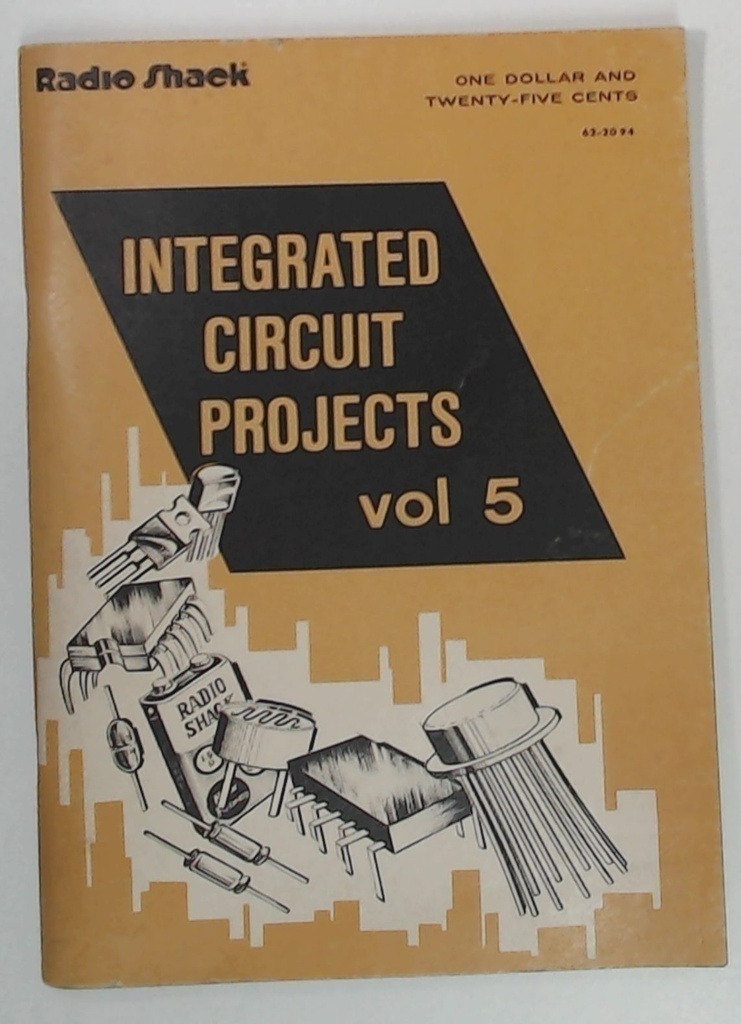 Radio Shack
ONE DOLLAR AND
TWENTY-FIVE CENTS
62-2094
INTEGRATED
CIRCUIT
PROJECTS
vol 5
RADIO
SHACK